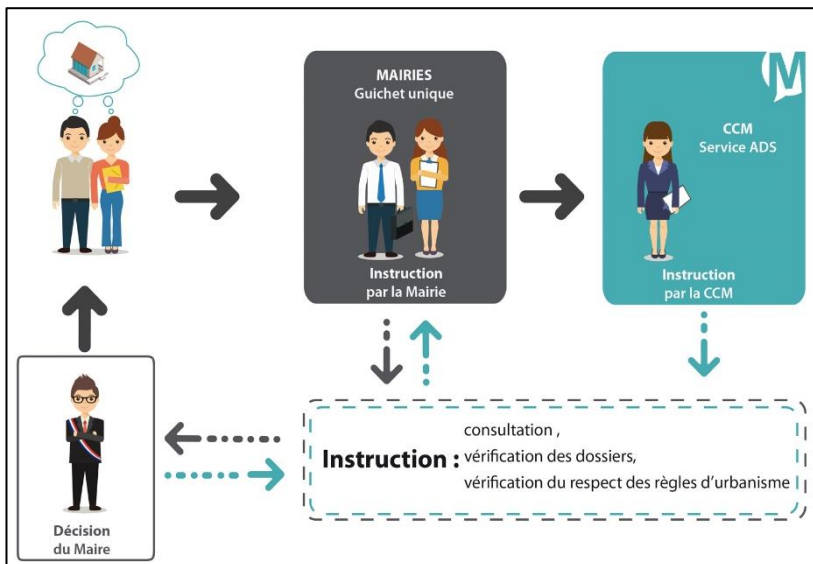 MAIRIES
Guichet unique
Instruction
par la Mairie
M
CCM
Service ADS
Instruction
par la CCM
Décision
du Maire
Instruction :
consultation ,
vérification des dossiers,
vérification du respect des règles d'urbanisme